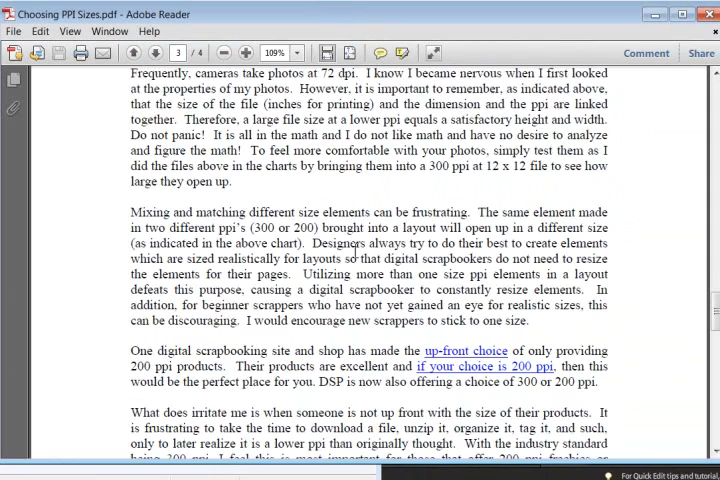 Choosing PPI Sizes.pdf - Adobe Reader
File Edit View Window Help
3 / 4 109% Comment Share
Frequently, cameras take photos at 72 dpi. I know I became nervous when I first looked
at the properties of my photos. However, it is important to remember, as indicated above,
that the size of the file (inches for printing) and the dimension and the ppi are linked
together. Therefore, a large file size at a lower ppi equals a satisfactory height and width.
Do not panic! It is all in the math and I do not like math and have no desire to analyze
and figure the math! To feel more comfortable with your photos, simply test them as I
did the files above in the charts by bringing them into a 300 ppi at 12 x 12 file to see how
large they open up.
Mixing and matching different size elements can be frustrating. The same element made
in two different ppi's (300 or 200) brought into a layout will open up in a different size
(as indicated in the above chart). Designers always try to do their best to create elements
which are sized realistically for layouts so that digital scrapbookers do not need to resize
the elements for their pages. Utilizing more than one size ppi elements in a layout
defeats this purpose, causing a digital scrapbooker to constantly resize elements. In
addition, for beginner scrappers who have not yet gained an eye for realistic sizes, this
can be discouraging. I would encourage new scrappers to stick to one size.
One digital scrapbooking site and shop has made the up-front choice of only providing
200 ppi products. Their products are excellent and if your choice is 200 ppi, then this
would be the perfect place for you. DSP is now also offering a choice of 300 or 200 ppi.
What does irritate me is when someone is not up front with the size of their products. It
is frustrating to take the time to download a file, unzip it, organize it, tag it, and such,
only to later realize it is a lower ppi than originally thought. With the industry standard
being 300 ppi, I feel this is most important for those that offer 200 ppi freebies or
For Quick Edit tips and tutorial,